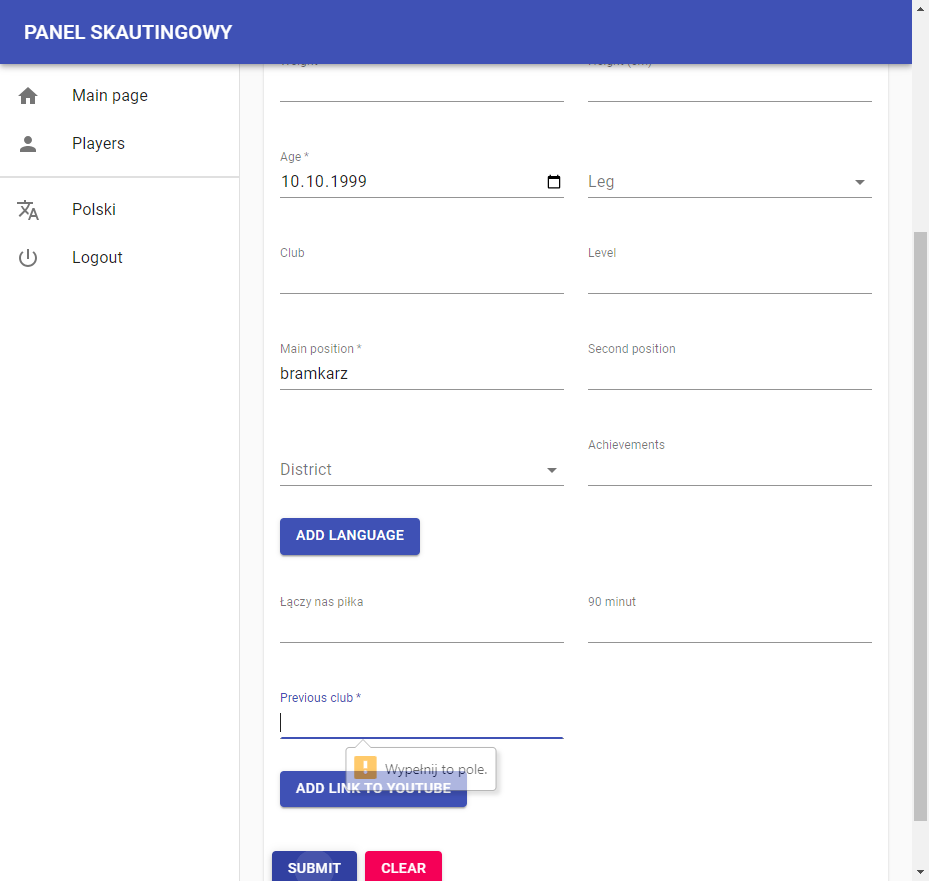 PANEL SKAUTINGOWY
Main page
Players
Polski
Logout
Age *
10.10.1999
Leg
Club
Level
Main position *
bramkarz
Second position
District
Achievements
ADD LANGUAGE
Łączy nas piłka
90 minut
Previous club *
Wypełnij to pole.
ADD LINK TO YOUTUBE
SUBMIT
CLEAR